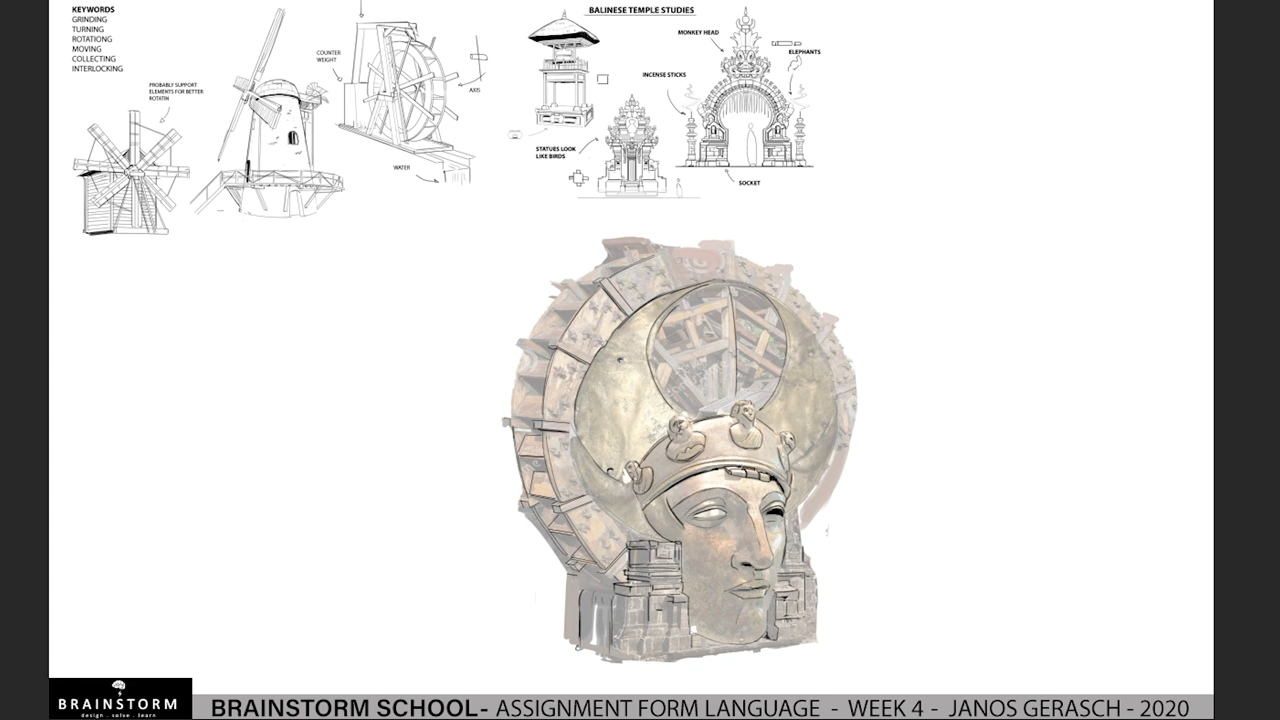 KEYWORDS
GRINDING
TURNING
ROTATIONG
MOVING
COLLECTING
INTERLOCKING
PROBABLY SUPPORT
ELEMENTS FOR BETTER
ROTATIN
COUNTER
WEIGHT
AXIS
WATER
BALINESE TEMPLE STUDIES
MONKEY HEAD
ELEPHANTS
INCENSE STICKS
STATUES LOOK
LIKE BIRDS
SOCKET
BRAINSTORM
design . solve . learn
BRAINSTORM SCHOOL- ASSIGNMENT FORM LANGUAGE - WEEK 4 - JANOS GERASCH - 2020